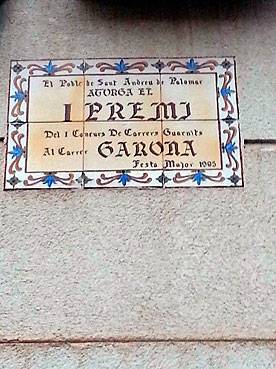 El Poble de Sant Andreu de Palomar
ATORGA EL
I PREMI
Del I Concurs De Carrers Guarnits
Al Carrer GARONA
Festa Major 1995